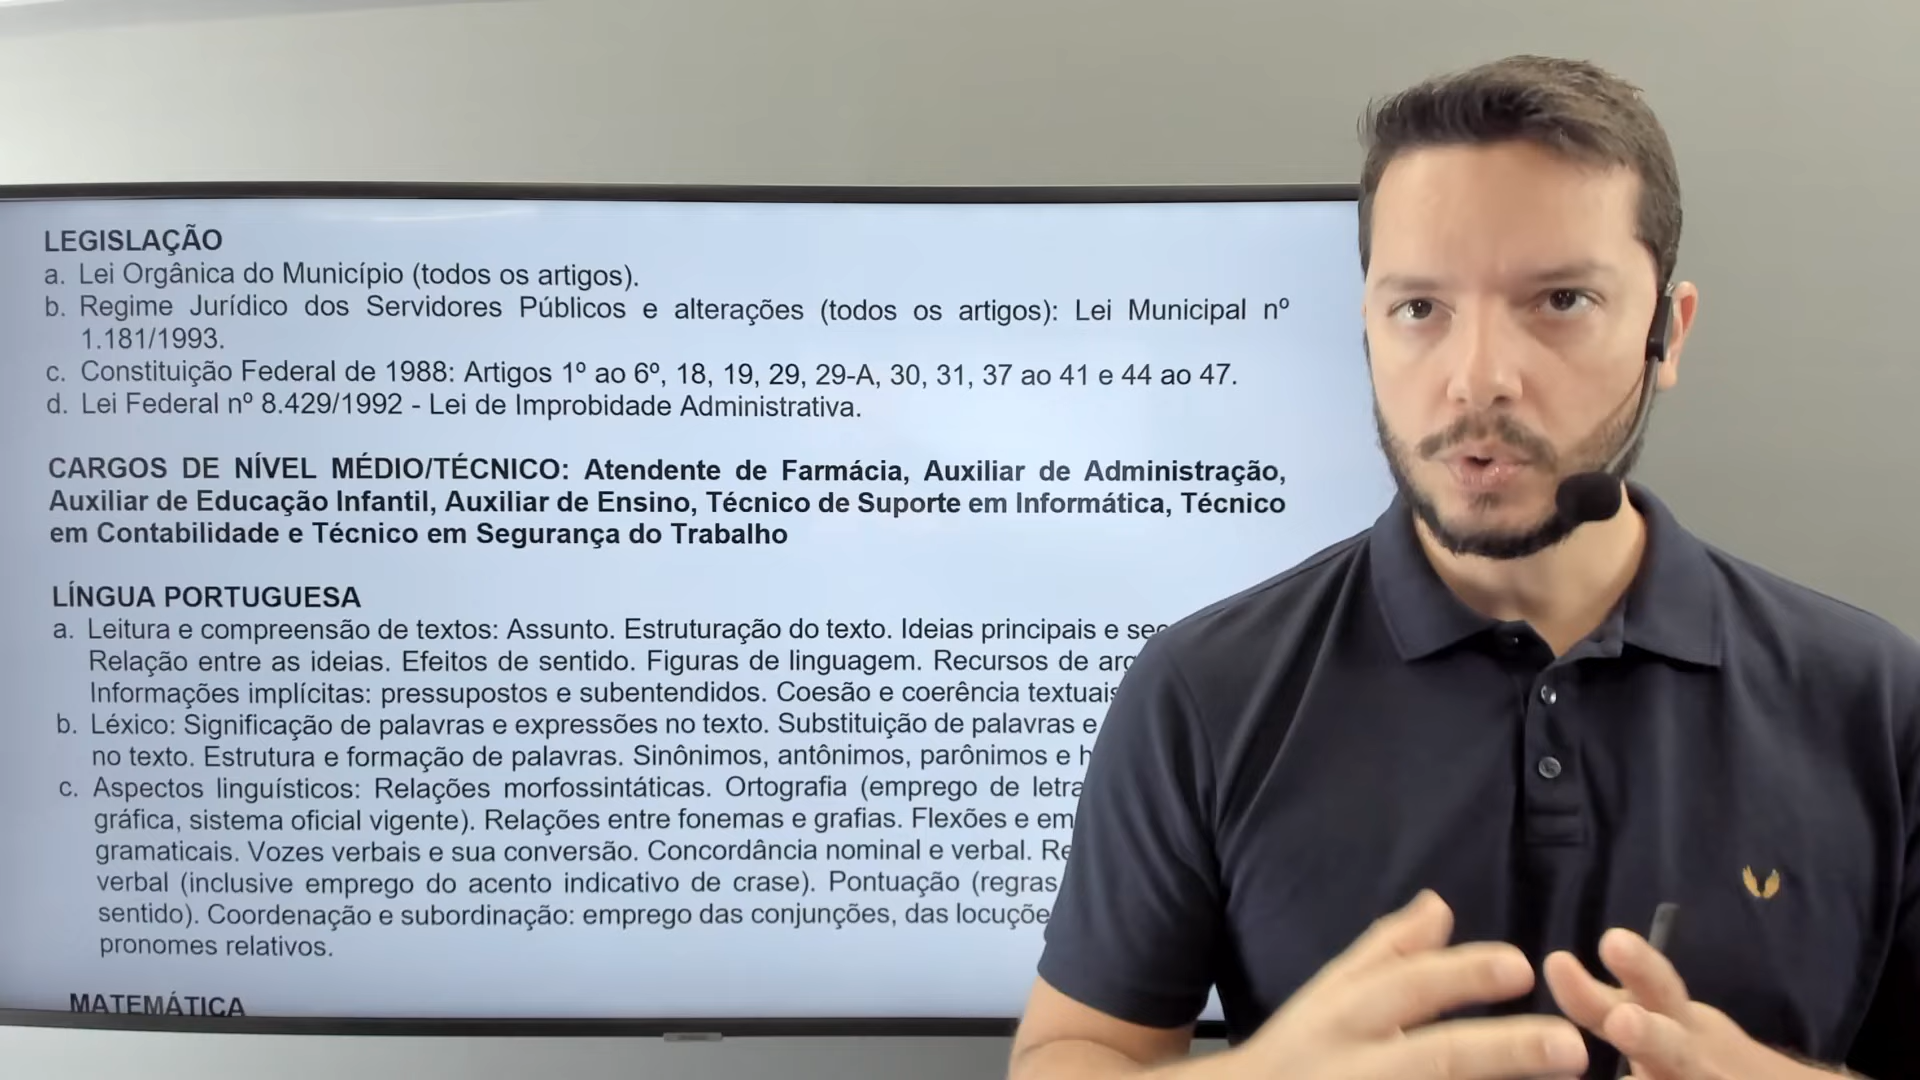 LEGISLAÇÃO
a. Lei Orgânica do Município (todos os artigos).
b. Regime Jurídico dos Servidores Públicos e alterações (todos os artigos): Lei Municipal nº
1.181/1993.
c. Constituição Federal de 1988: Artigos 1º ao 6º, 18, 19, 29, 29-A, 30, 31, 37 ao 41 e 44 ao 47.
d. Lei Federal nº 8.429/1992 - Lei de Improbidade Administrativa.
CARGOS DE NÍVEL MÉDIO/TÉCNICO: Atendente de Farmácia, Auxiliar de Administração,
Auxiliar de Educação Infantil, Auxiliar de Ensino, Técnico de Suporte em Informática, Técnico
em Contabilidade e Técnico em Segurança do Trabalho
LÍNGUA PORTUGUESA
a. Leitura e compreensão de textos: Assunto. Estruturação do texto. Ideias principais e
Relação entre as ideias. Efeitos de sentido. Figuras de linguagem. Recursos de
Informações implícitas: pressupostos e subentendidos. Coesão e coerência textuais
b. Léxico: Significação de palavras e expressões no texto. Substituição de palavras e
no texto. Estrutura e formação de palavras. Sinônimos, antônimos, parônimos e
c. Aspectos linguísticos: Relações morfossintáticas. Ortografia (emprego de
gráfica, sistema oficial vigente). Relações entre fonemas e grafias. Flexões e
gramaticais. Vozes verbais e sua conversão. Concordância nominal e verbal.
verbal (inclusive emprego do acento indicativo de crase). Pontuação (regras
sentido). Coordenação e subordinação: emprego das conjunções, das
pronomes relativos.
MATEMÁTICA